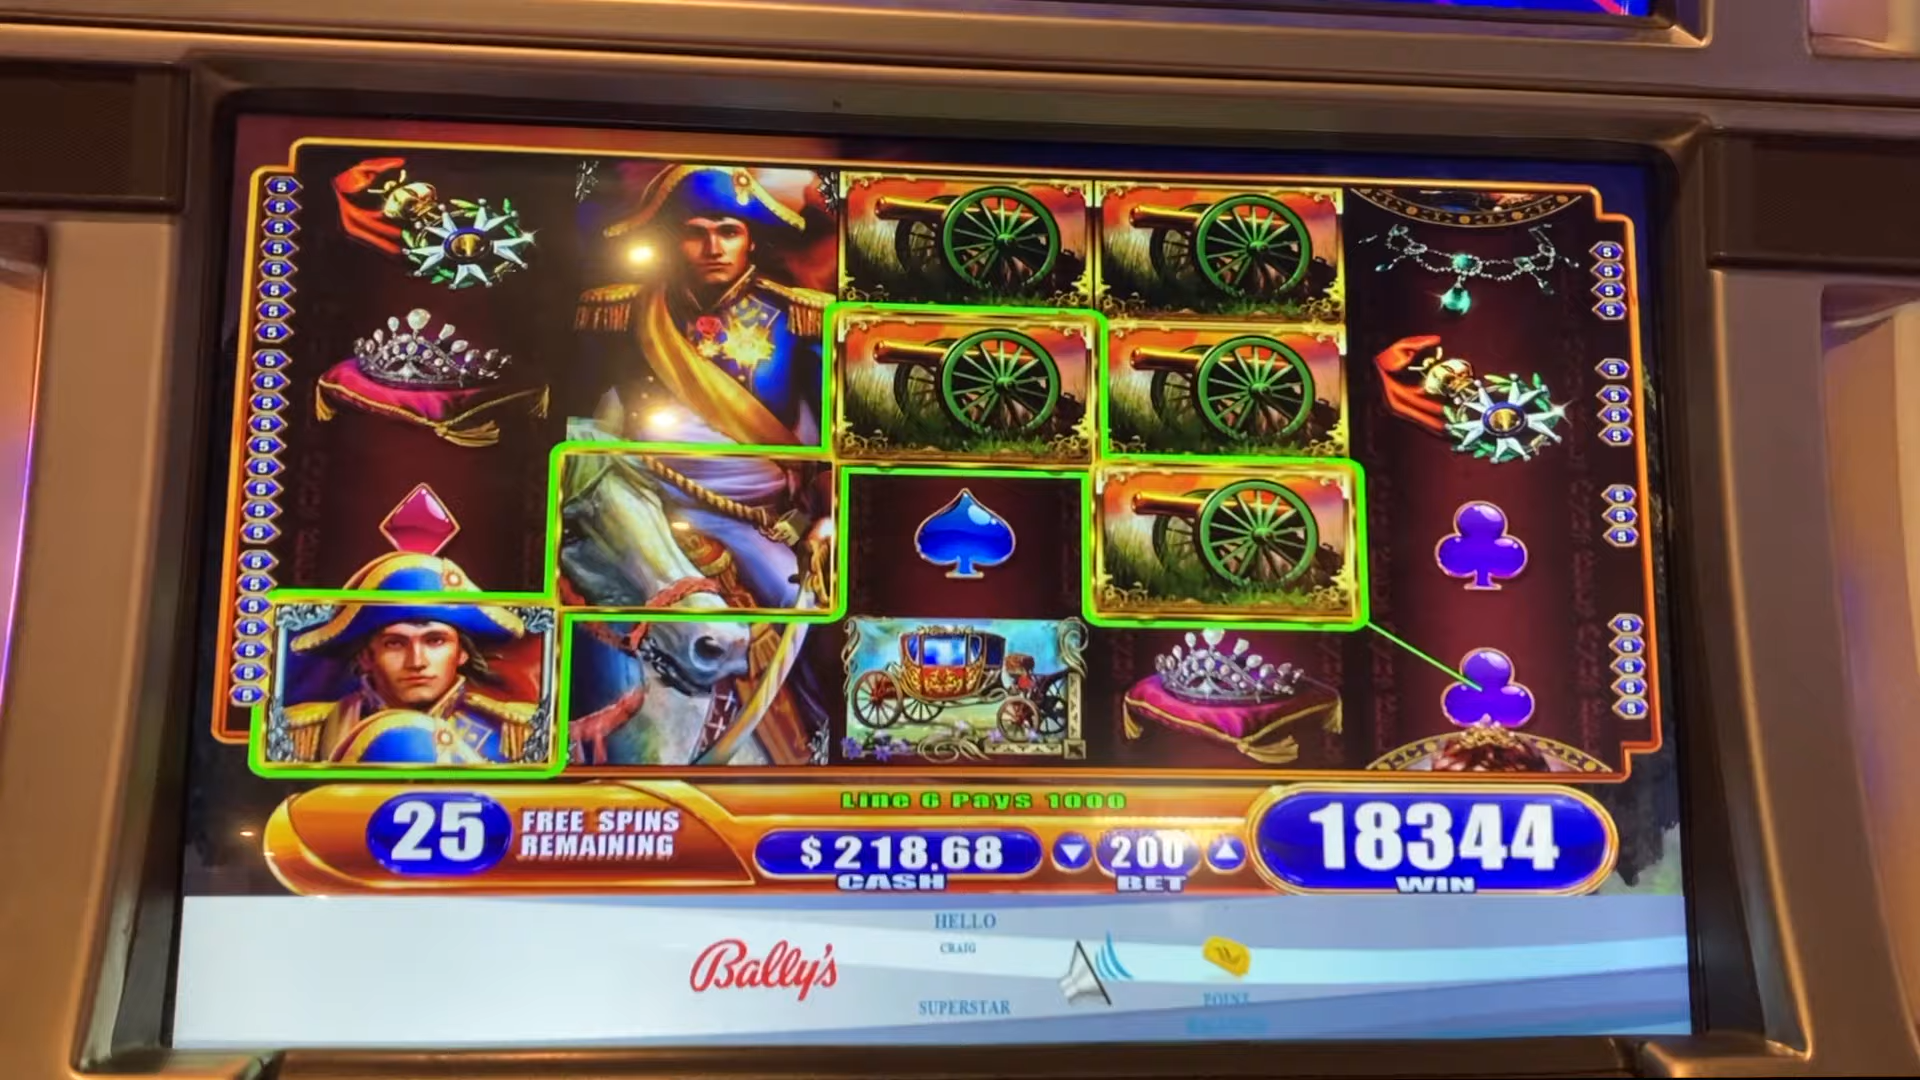 25
FREE SPINS
REMAINING
Line 6 Pays 1000
$218.68
CASH
200
BET
18344
WIN
Bally's
HELLO
CRAIG
SUPERSTAR
POINT